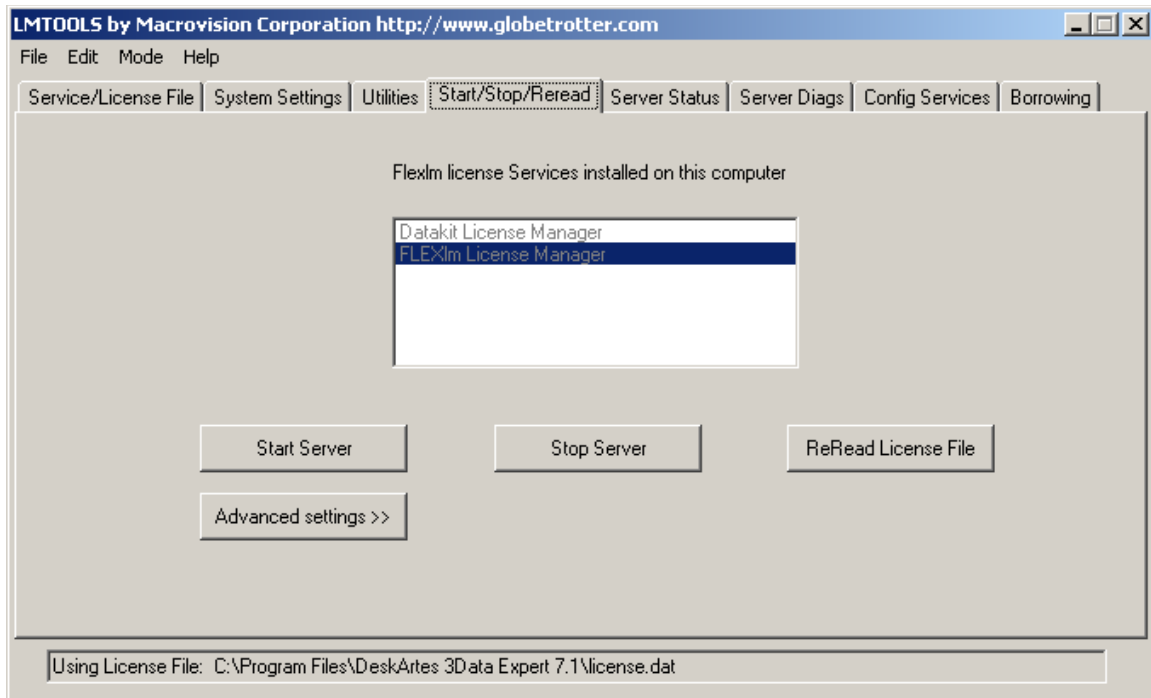 LMTOOLS by Macrovision Corporation http://www.globetrotter.com
File Edit Mode Help
Service/License File System Settings Utilities Start/Stop/Reread Server Status Server Diags Config Services Borrowing
Flexlm license Services installed on this computer
Datakit License Manager
FLEXlm License Manager
Start Server Stop Server ReRead License File
Advanced settings >>
Using License File: C:\Program Files\DeskArtes 3Data Expert 7.1\license.dat